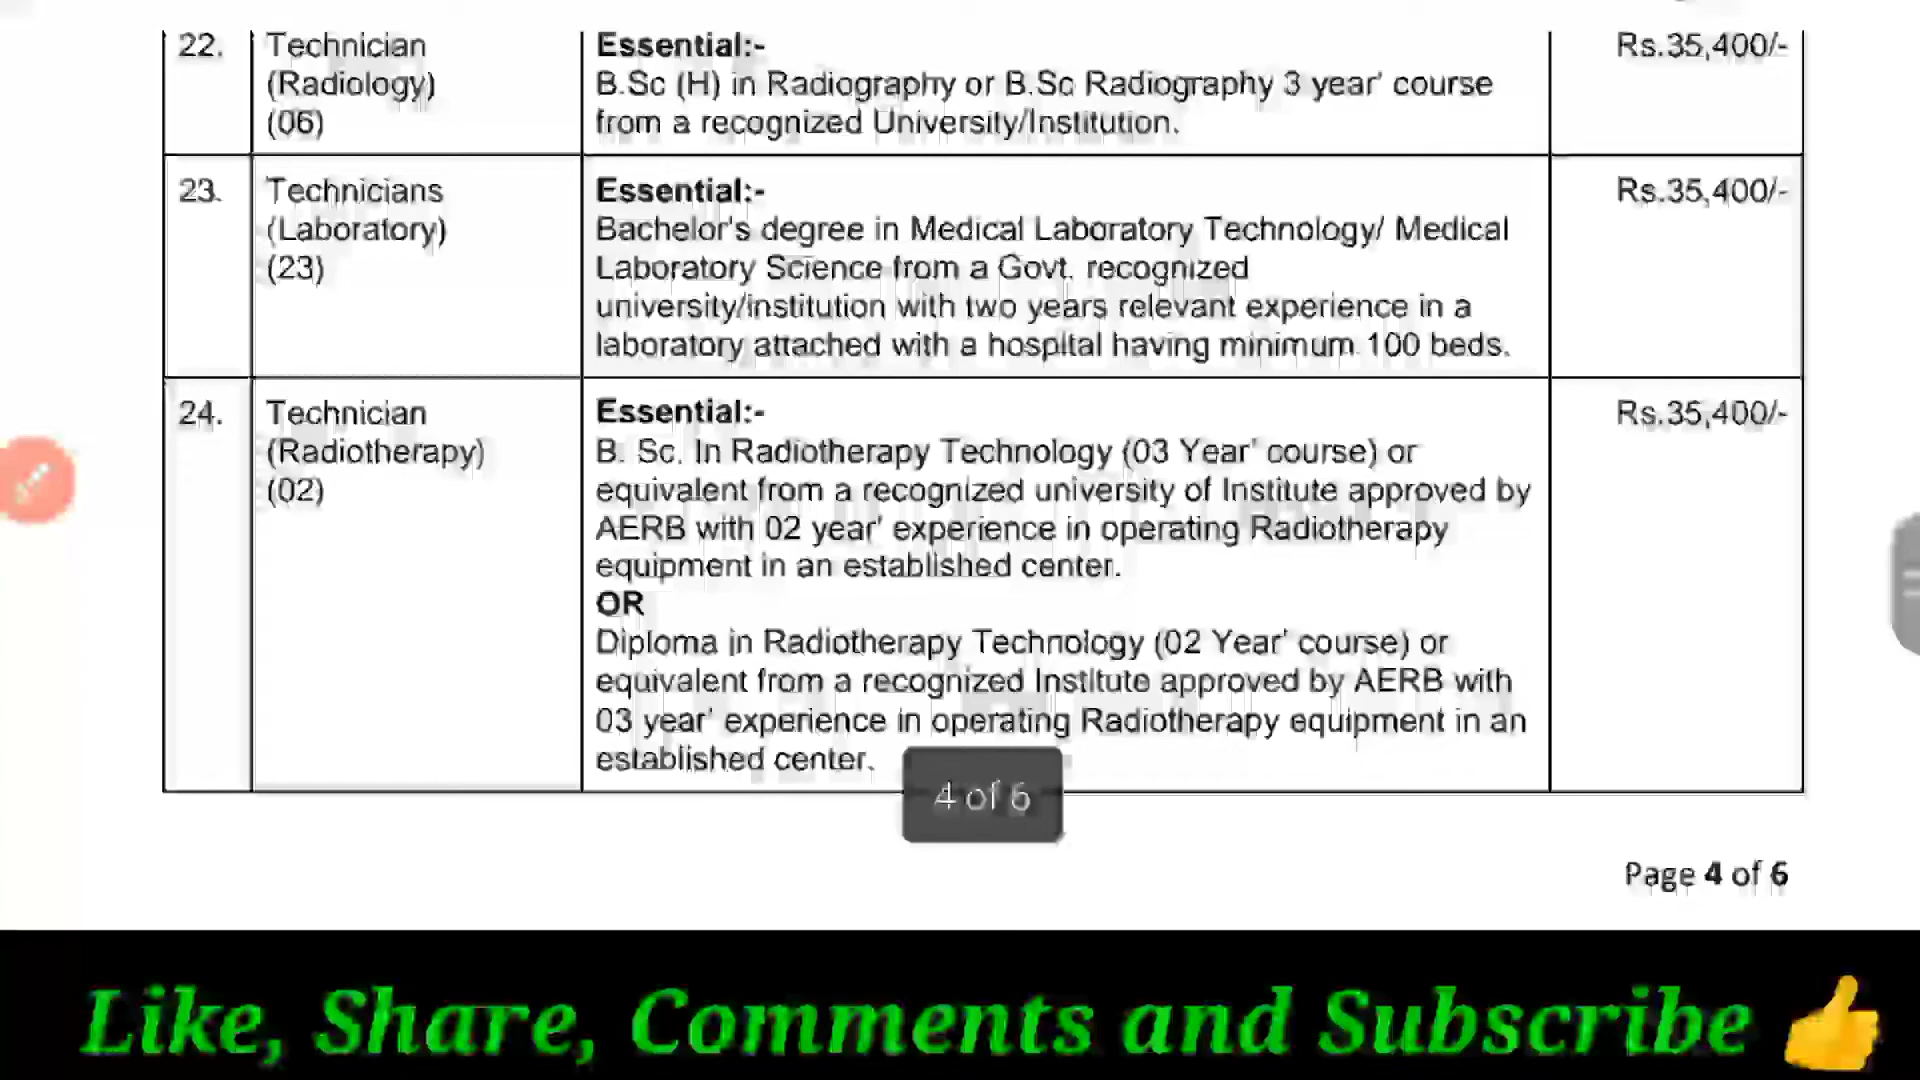 22. Technician Essential:- Rs.35,400/-
(Radiology) B.Sc (H) in Radiography or B.Sc Radiography 3 year' course
(06) from a recognized University/Institution.
23. Technicians Essential:- Rs.35,400/-
(Laboratory) Bachelor's degree in Medical Laboratory Technology/ Medical
(23) Laboratory Science from a Govt. recognized
university/institution with two years relevant experience in a
laboratory attached with a hospital having minimum 100 beds.
24. Technician Essential:- Rs.35,400/-
(Radiotherapy) B. Sc. In Radiotherapy Technology (03 Year' course) or
(02) equivalent from a recognized university of Institute approved by
AERB with 02 year' experience in operating Radiotherapy
equipment in an established center.
OR
Diploma in Radiotherapy Technology (02 Year' course) or
equivalent from a recognized Institute approved by AERB with
03 year' experience in operating Radiotherapy equipment in an
established center.
4 of 6
Page 4 of 6
Like, Share, Comments and Subscribe